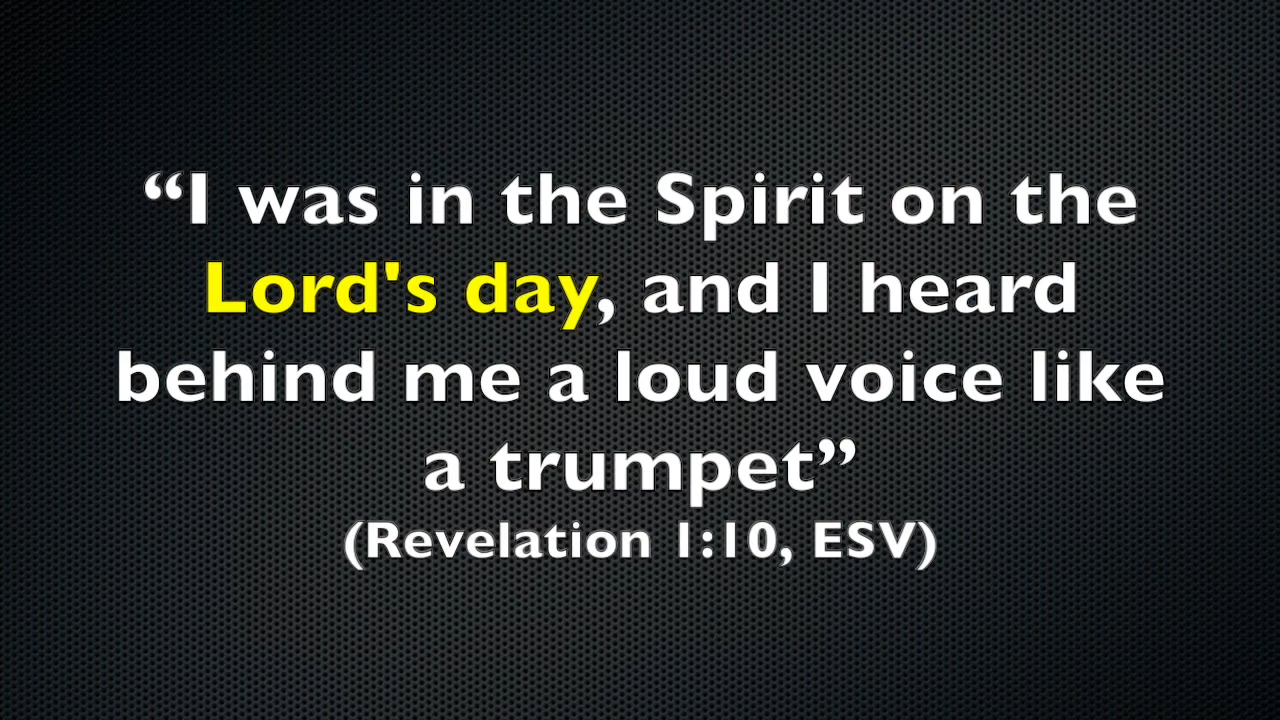 “I was in the Spirit on the
Lord's day, and I heard
behind me a loud voice like
a trumpet”
(Revelation 1:10, ESV)